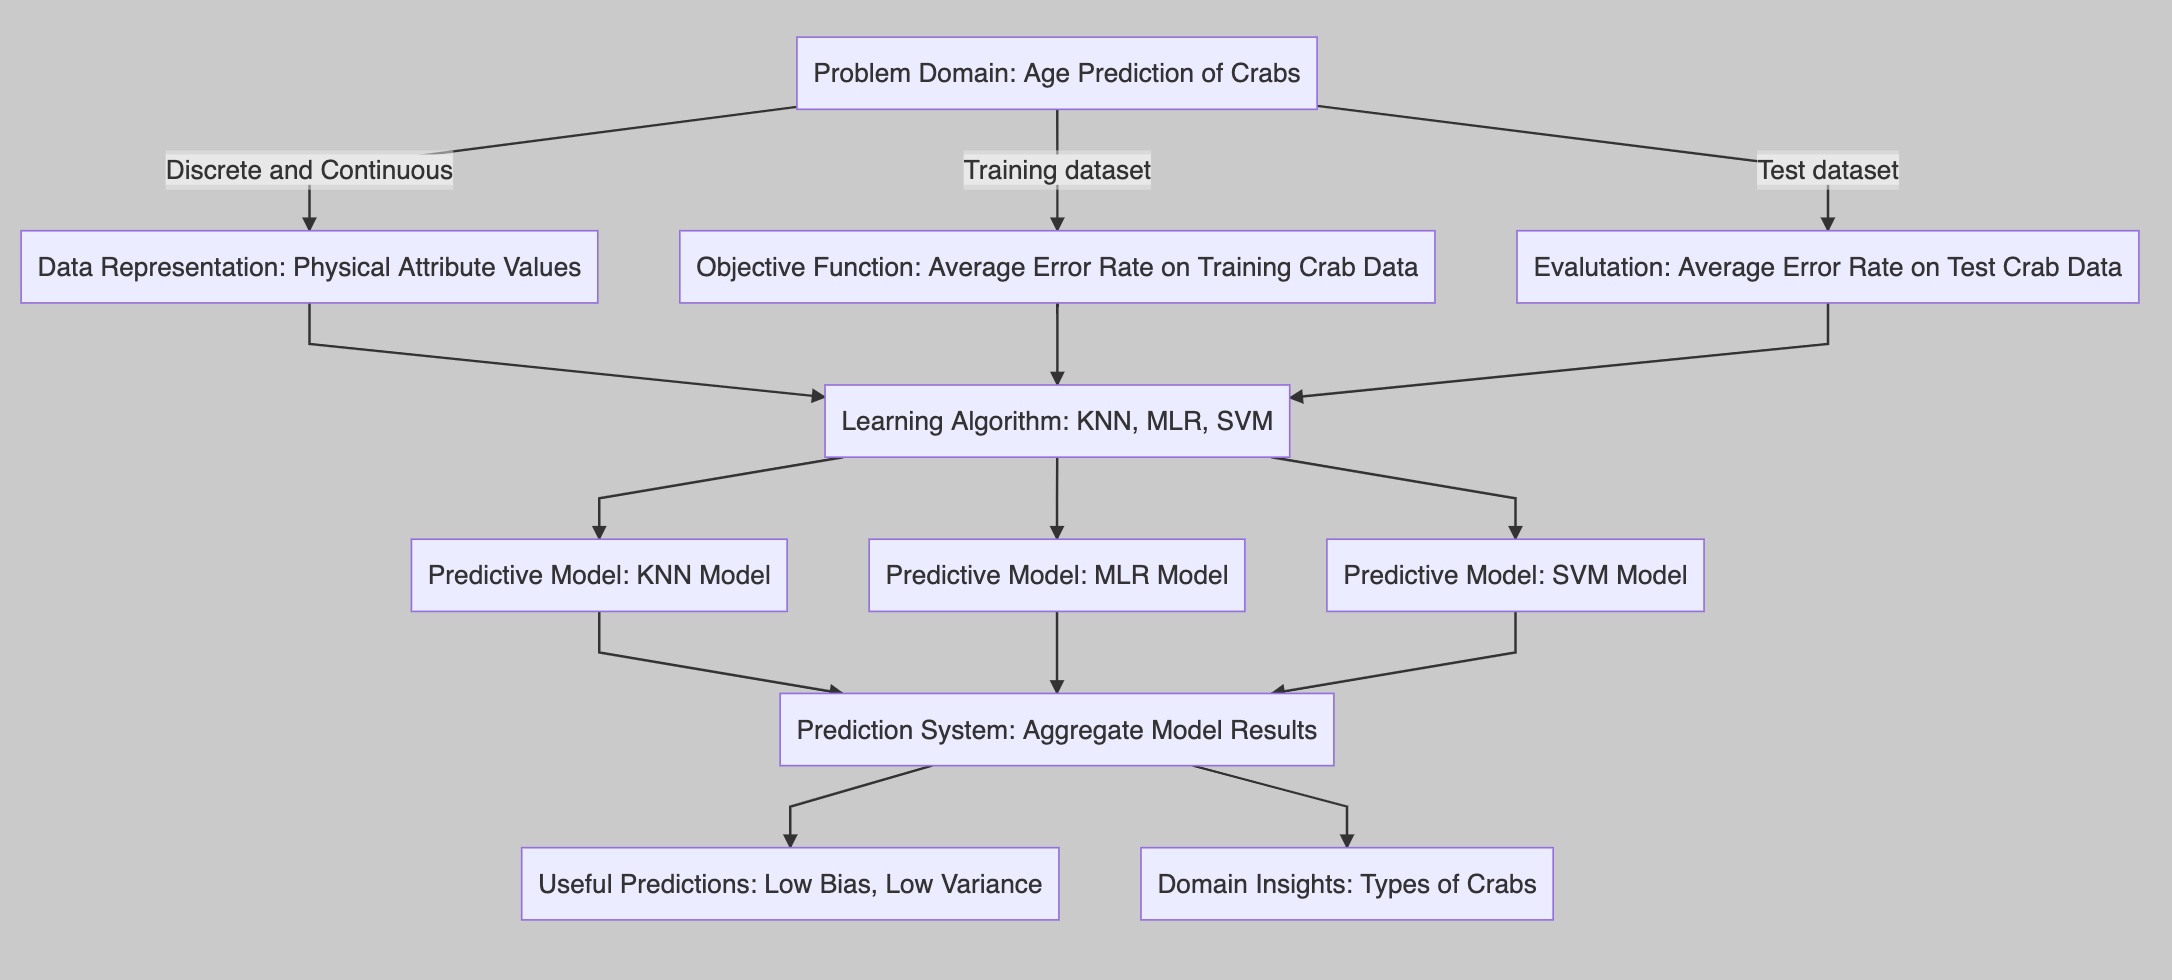 Problem Domain: Age Prediction of Crabs
Discrete and Continuous
Training dataset
Test dataset
Data Representation: Physical Attribute Values
Objective Function: Average Error Rate on Training Crab Data
Evalutation: Average Error Rate on Test Crab Data
Learning Algorithm: KNN, MLR, SVM
Predictive Model: KNN Model
Predictive Model: MLR Model
Predictive Model: SVM Model
Prediction System: Aggregate Model Results
Useful Predictions: Low Bias, Low Variance
Domain Insights: Types of Crabs